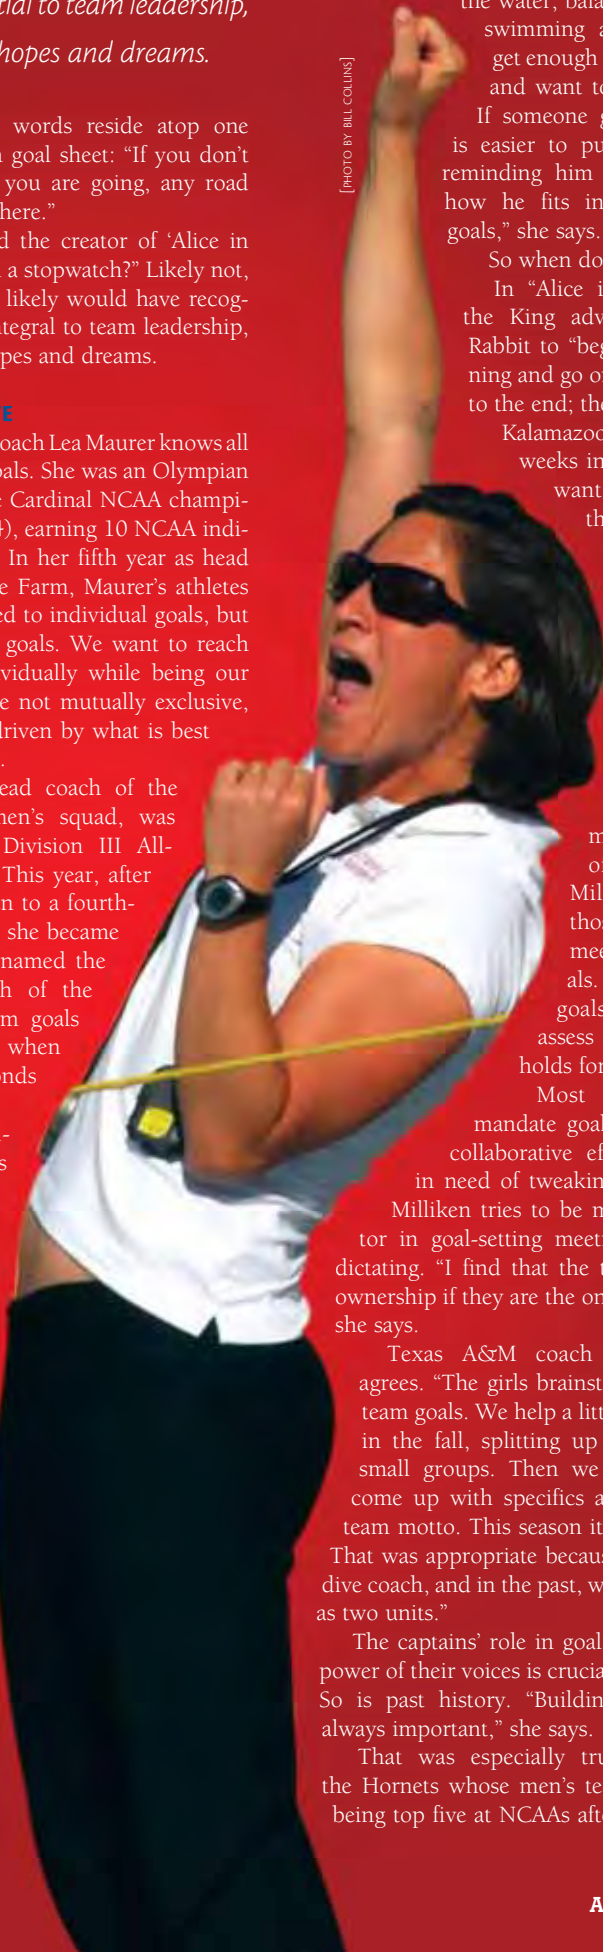 tial to team leadership,
hopes and dreams.
words reside atop one
goal sheet: “If you don’t
you are going, any road
here.”
d the creator of ‘Alice in
a stopwatch?” Likely not,
likely would have recog-
ntegral to team leadership,
pes and dreams.
TE
oach Lea Maurer knows all
oals. She was an Olympian
e Cardinal NCAA champi-
4), earning 10 NCAA indi-
In her fifth year as head
e Farm, Maurer’s athletes
ed to individual goals, but
goals. We want to reach
vidually while being our
e not mutually exclusive,
driven by what is best
.
ead coach of the
men’s squad, was
Division III All-
This year, after
n to a fourth-
she became
named the
h of the
m goals
when
onds
s
[PHOTO BY BILL COLLINS]
the water, bala
swimming a
get enough
and want to
If someone g
is easier to pu
reminding him
how he fits in
goals,” she says.
So when do
In “Alice i
the King adv
Rabbit to “beg
ning and go on
to the end; the
Kalamazoo
weeks in
want
th
m
o
Mil
thos
mee
als.
goals
assess
holds for
Most
mandate goal
collaborative ef
in need of tweakin
Milliken tries to be m
tor in goal-setting meeti
dictating. “I find that the t
ownership if they are the on
she says.
Texas A&M coach
agrees. “The girls brainst
team goals. We help a litt
in the fall, splitting up
small groups. Then we
come up with specifics a
team motto. This season it
That was appropriate becaus
dive coach, and in the past, w
as two units.”
The captains’ role in goal
power of their voices is crucia
So is past history. “Buildin
always important,” she says.
That was especially tru
the Hornets whose men’s te
being top five at NCAAs afte
A